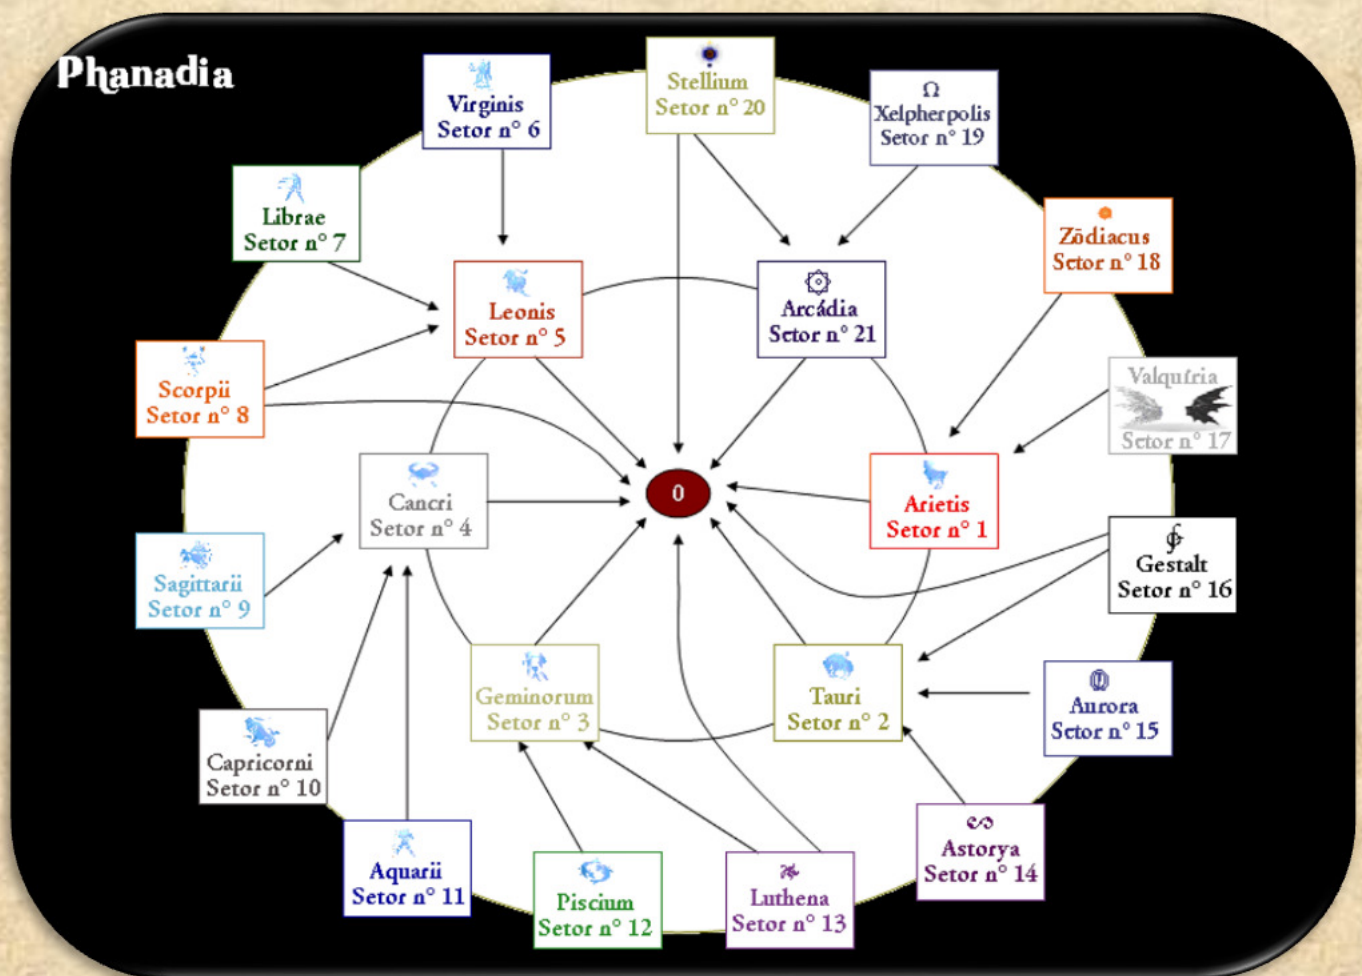 Phanadia
Virginis
Setor n° 6
Stellium
Setor n° 20
Xelpherpolis
Setor n° 19
Librae
Setor n° 7
Zōdiacus
Setor n° 18
Leonis
Setor n° 5
Arcádia
Setor n° 21
Scorpii
Setor n° 8
Valquíria
Setor n° 17
Cancri
Setor n° 4
0
Arietis
Setor n° 1
Sagittarii
Setor n° 9
Gestalt
Setor n° 16
Geminorum
Setor n° 3
Tauri
Setor n° 2
Aurora
Setor n° 15
Capricorni
Setor n° 10
Aquarii
Setor n° 11
Piscium
Setor n° 12
Luthena
Setor n° 13
Astorya
Setor n° 14